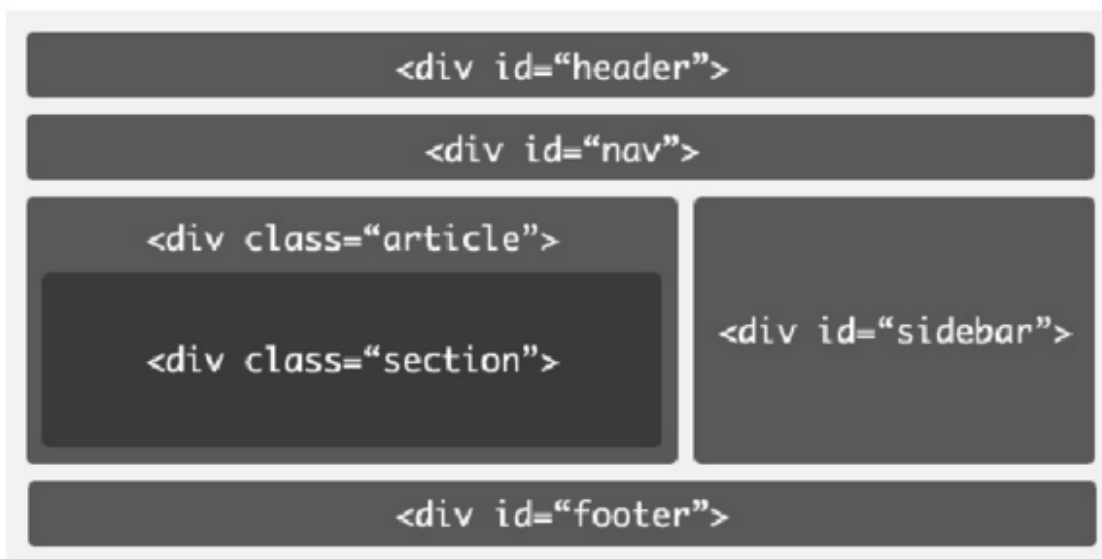 <div id=“header”>
<div id=“nav”>
<div class=“article”>
<div class=“section”>
<div id=“sidebar”>
<div id=“footer”>